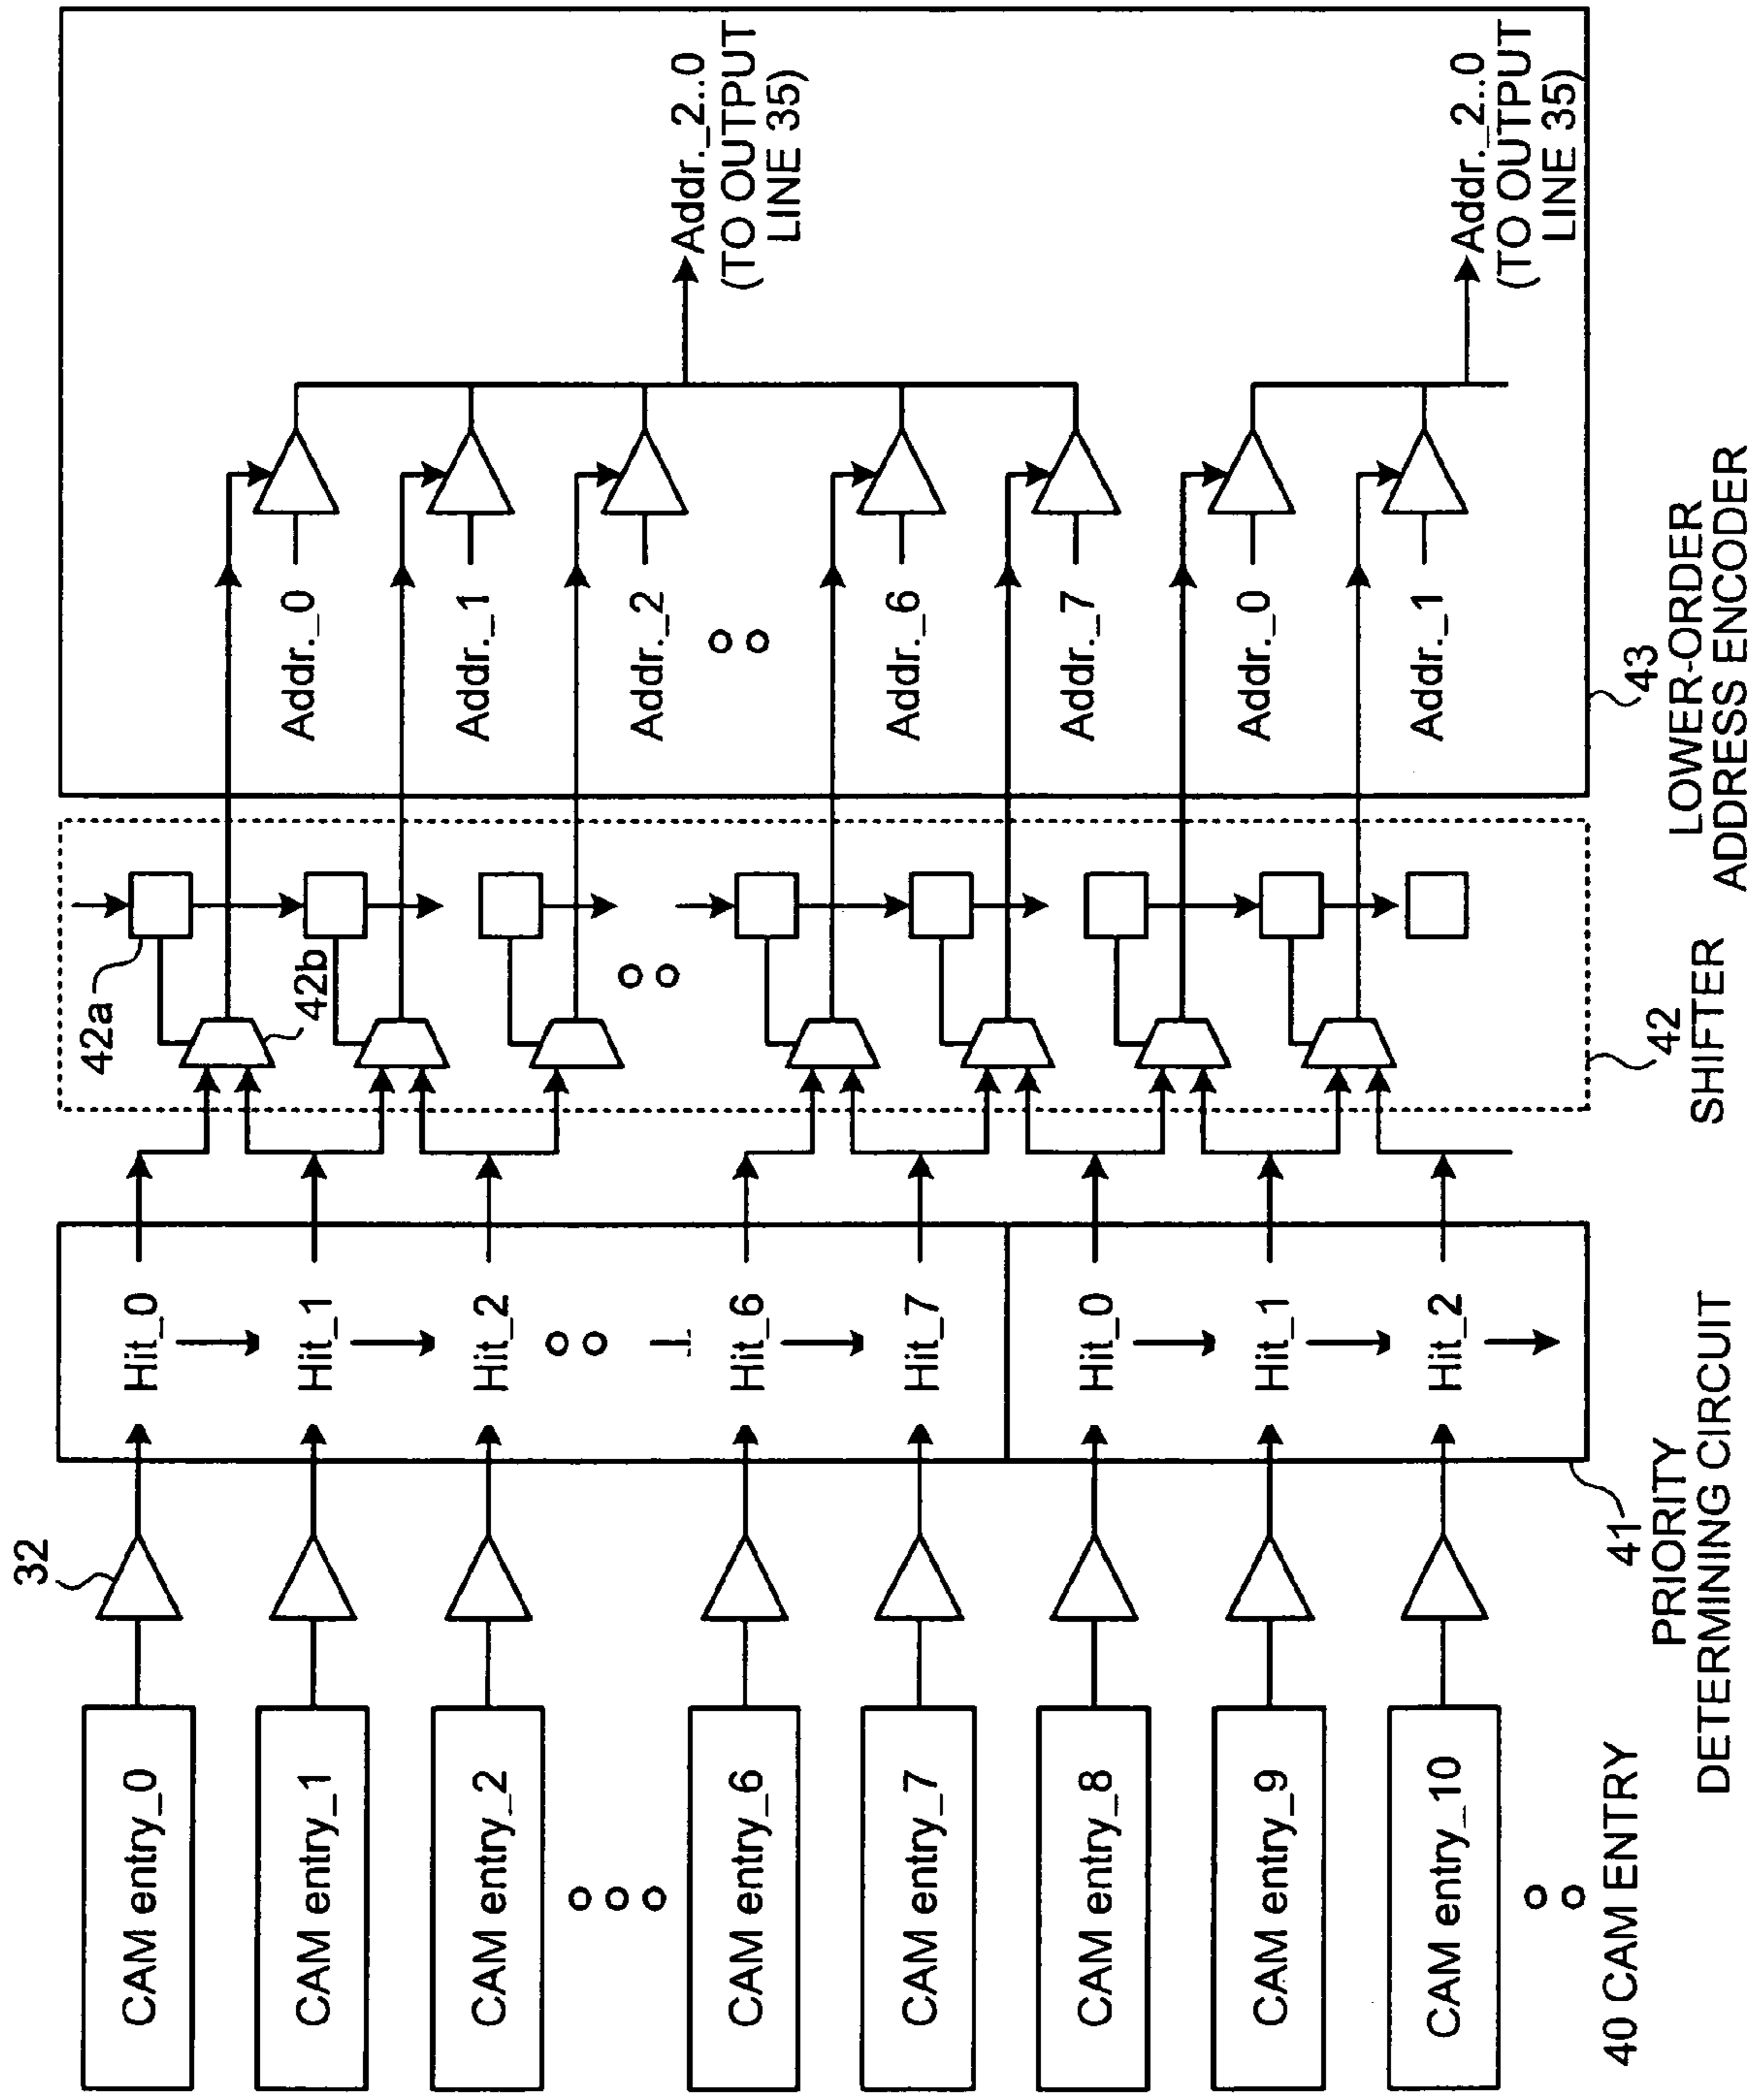 32
CAM entry_0
CAM entry_1
CAM entry_2
CAM entry_6
CAM entry_7
CAM entry_8
CAM entry_9
CAM entry_10
40 CAM ENTRY
Hit_0
Hit_1
Hit_2
Hit_6
Hit_7
Hit_0
Hit_1
Hit_2
41
PRIORITY
DETERMINING CIRCUIT
42a
42b
42
SHIFTER
Addr._0
Addr._1
Addr._2
Addr._6
Addr._7
Addr._0
Addr._1
Addr._2..0
(TO OUTPUT
LINE 35)
Addr._2..0
(TO OUTPUT
LINE 35)
43
LOWER-ORDER
ADDRESS ENCODER